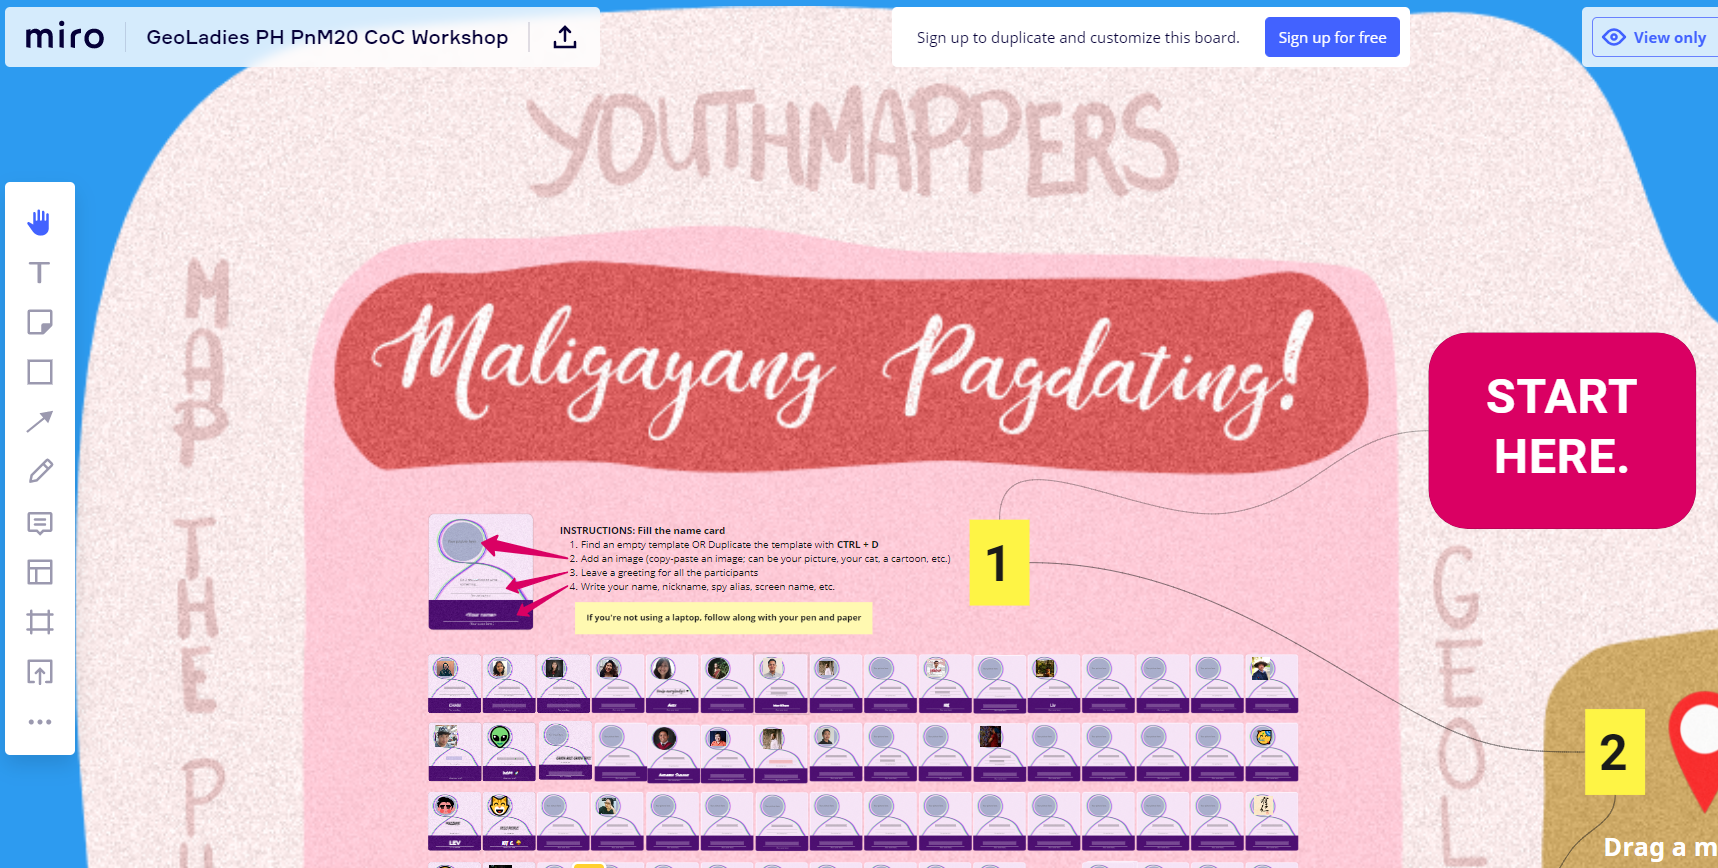 miro
GeoLadies PH PnM20 CoC Workshop
Sign up to duplicate and customize this board.
Sign up for free
View only
YOUTHMAPPERS
MAP THE PH
Maligayang Pagdating!
START
HERE.
INSTRUCTIONS: Fill the name card
1. Find an empty template OR Duplicate the template with CTRL + D
2. Add an image (copy-paste an image; can be your picture, your cat, a cartoon, etc.)
3. Leave a greeting for all the participants
4. Write your name, nickname, spy alias, screen name, etc.
If you're not using a laptop, follow along with your pen and paper
1
GEOL
2
LEV
Drag a m